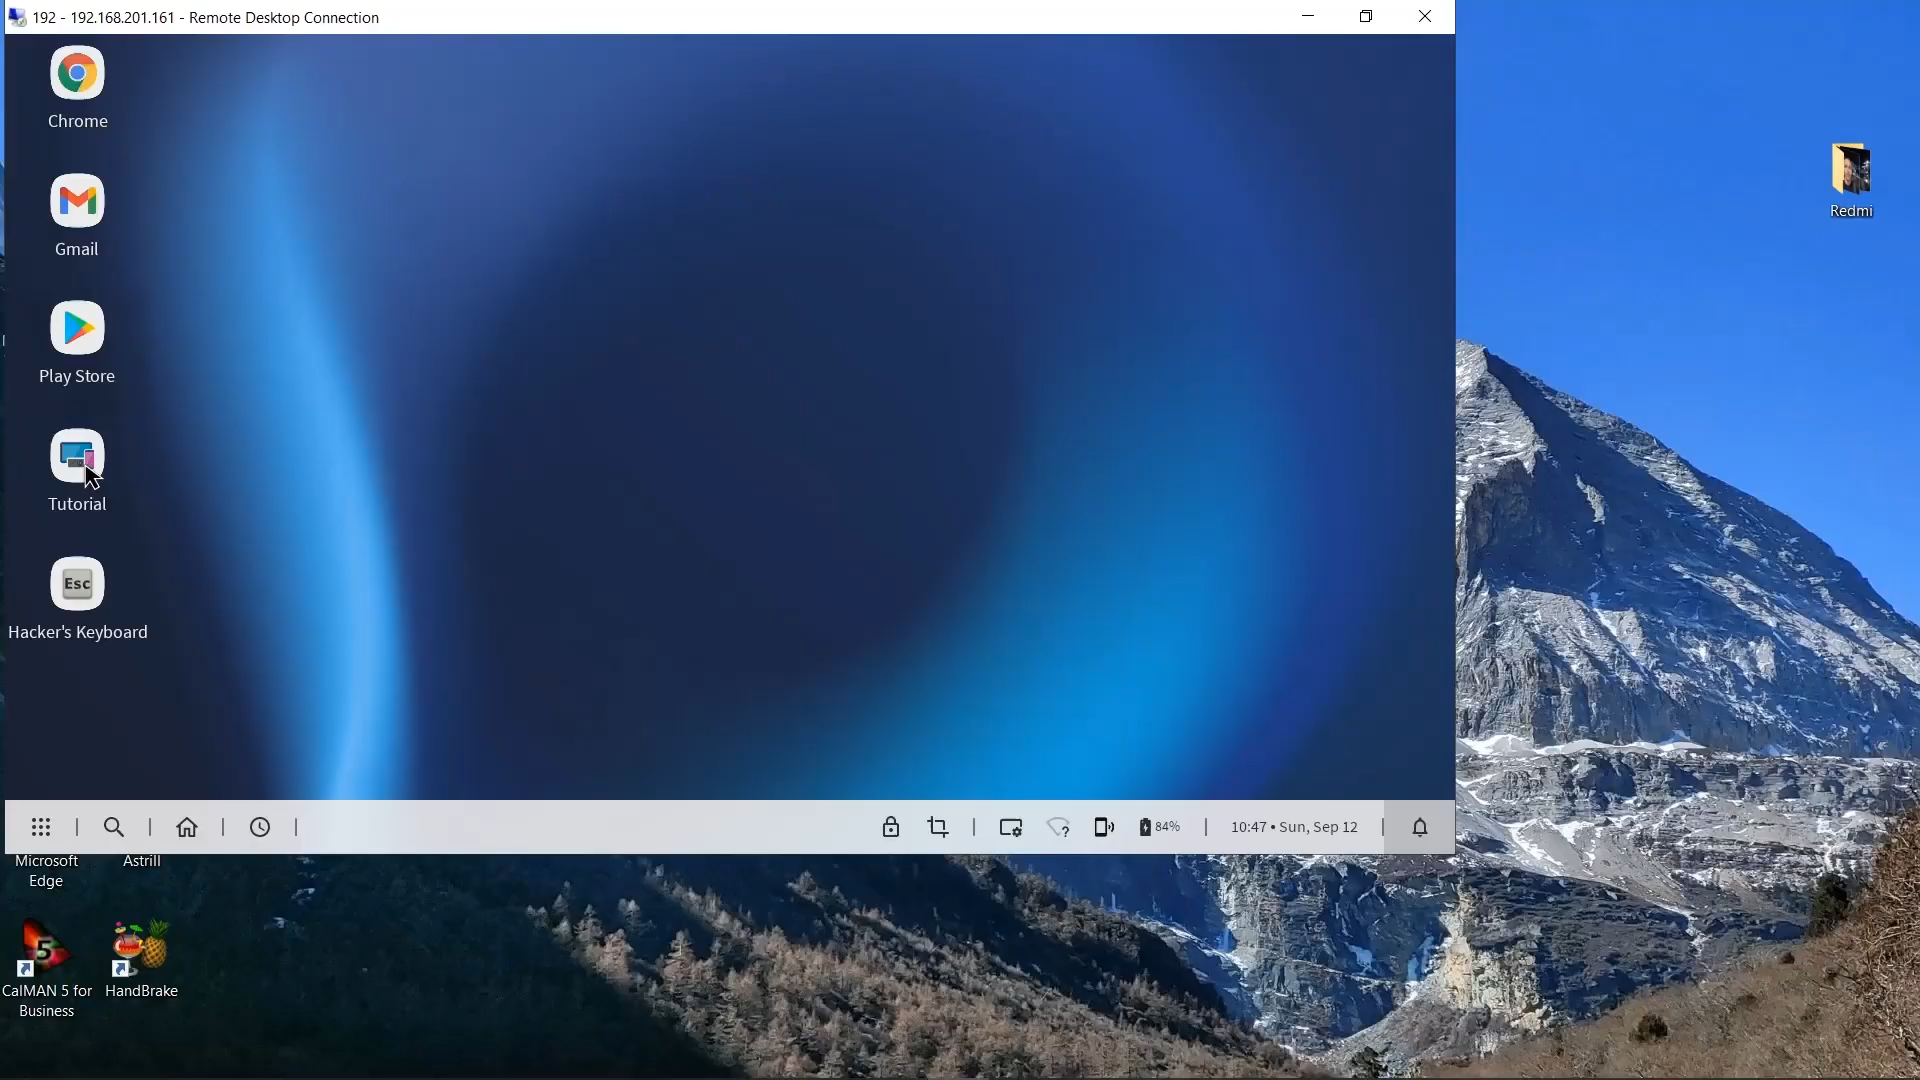 192 - 192.168.201.161 - Remote Desktop Connection
Chrome
Gmail
Play Store
Tutorial
Esc
Hacker's Keyboard
Redmi
84%
10:47 • Sun, Sep 12
Microsoft
Edge
Astrill
5
CalMAN 5 for
Business
HandBrake